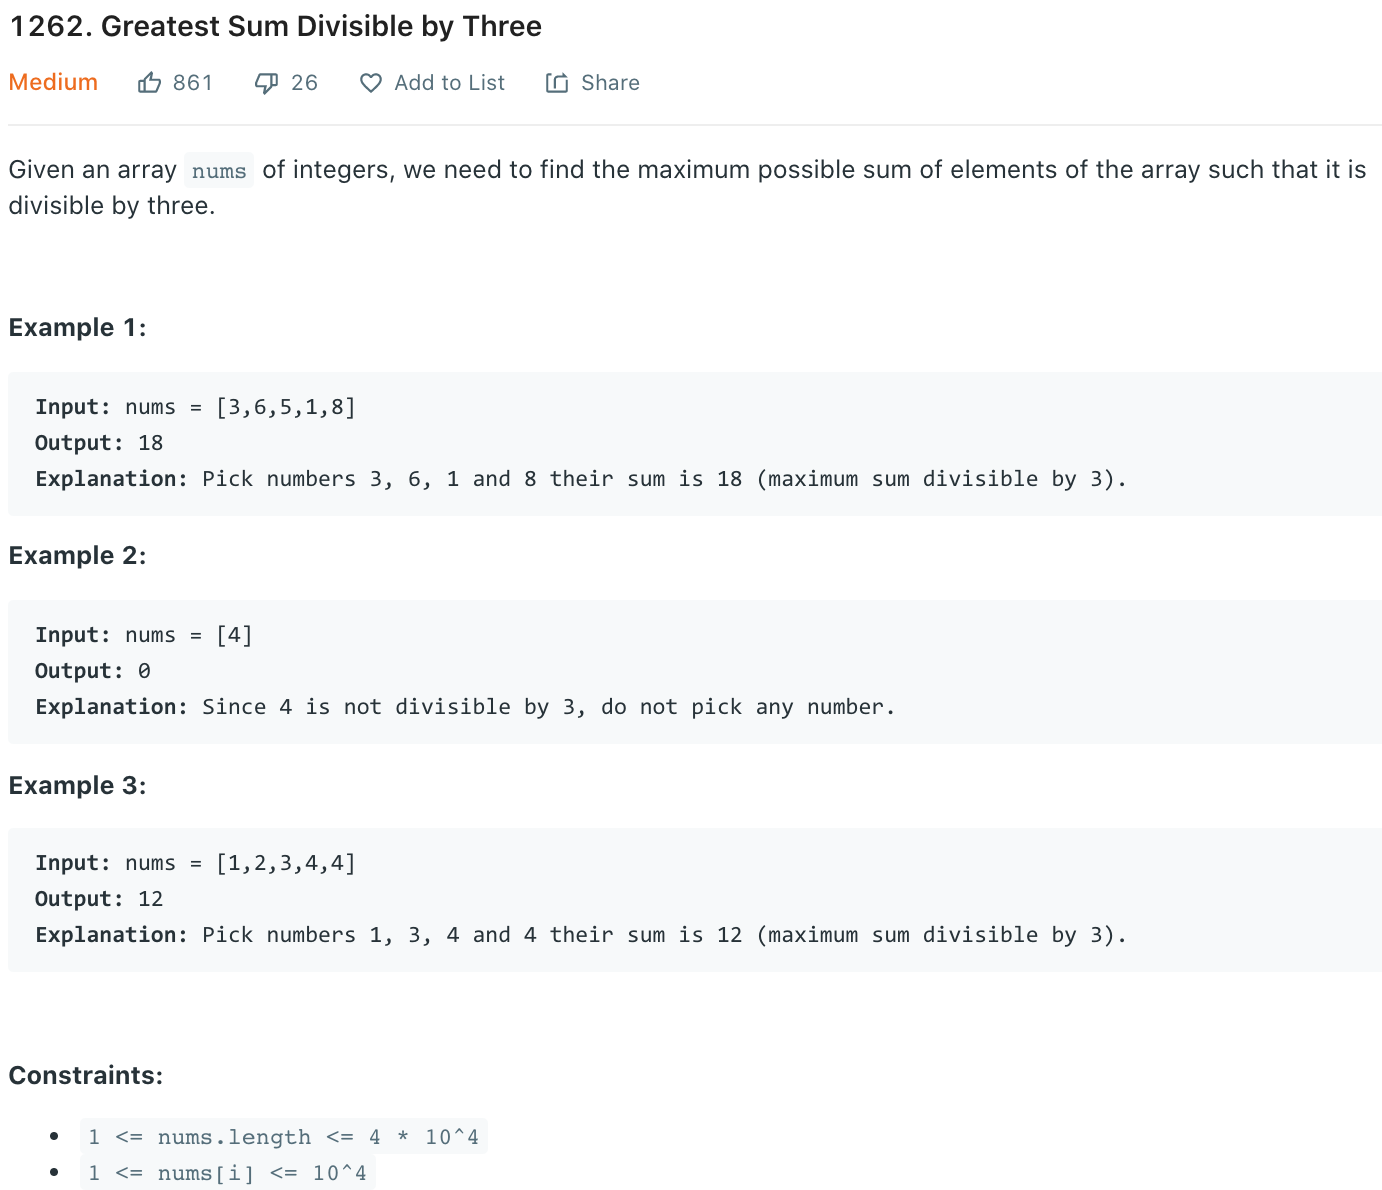 1262. Greatest Sum Divisible by Three
Medium 861 26 Add to List Share
Given an array nums of integers, we need to find the maximum possible sum of elements of the array such that it is
divisible by three.
Example 1:
Input: nums = [3,6,5,1,8]
Output: 18
Explanation: Pick numbers 3, 6, 1 and 8 their sum is 18 (maximum sum divisible by 3).
Example 2:
Input: nums = [4]
Output: 0
Explanation: Since 4 is not divisible by 3, do not pick any number.
Example 3:
Input: nums = [1,2,3,4,4]
Output: 12
Explanation: Pick numbers 1, 3, 4 and 4 their sum is 12 (maximum sum divisible by 3).
Constraints:
• 1 <= nums.length <= 4 * 10^4
• 1 <= nums[i] <= 10^4